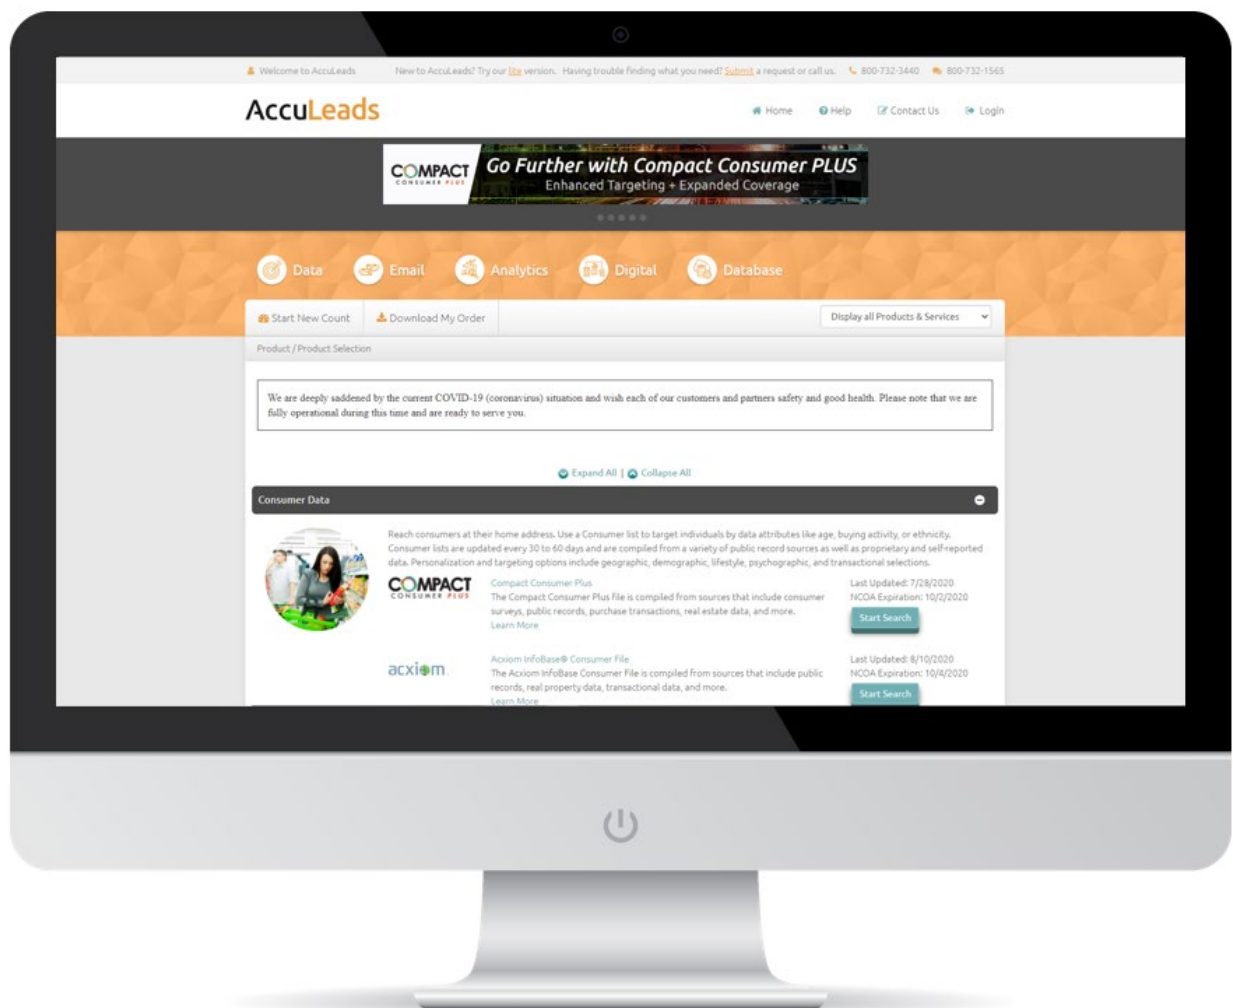 Welcome to AccuLeads New to AccuLeads? Try our lite version. Having trouble finding what you need? Submit a request or call us. 800-732-3440 800-732-1565
AccuLeads
Home Help Contact Us Login
COMPACT
CONSUMER PLUS
Go Further with Compact Consumer PLUS
Enhanced Targeting + Expanded Coverage
Data Email Analytics Digital Database
Start New Count Download My Order Display all Products & Services
Product / Product Selection
We are deeply saddened by the current COVID-19 (coronavirus) situation and wish each of our customers and partners safety and good health. Please note that we are
fully operational during this time and are ready to serve you.
Expand All | Collapse All
Consumer Data
Reach consumers at their home address. Use a Consumer list to target individuals by data attributes like age, buying activity, or ethnicity.
Consumer lists are updated every 30 to 60 days and are compiled from a variety of public record sources as well as proprietary and self-reported
data. Personalization and targeting options include geographic, demographic, lifestyle, psychographic, and transactional selections.
COMPACT
CONSUMER PLUS
Compact Consumer Plus
The Compact Consumer Plus file is compiled from sources that include consumer
surveys, public records, purchase transactions, real estate data, and more.
Learn More
Last Updated: 7/28/2020
NCOA Expiration: 10/2/2020
Start Search
acxiom.
Acxiom InfoBase® Consumer File
The Acxiom InfoBase Consumer File is compiled from sources that include public
records, real property data, transactional data, and more.
Learn More
Last Updated: 8/10/2020
NCOA Expiration: 10/4/2020
Start Search